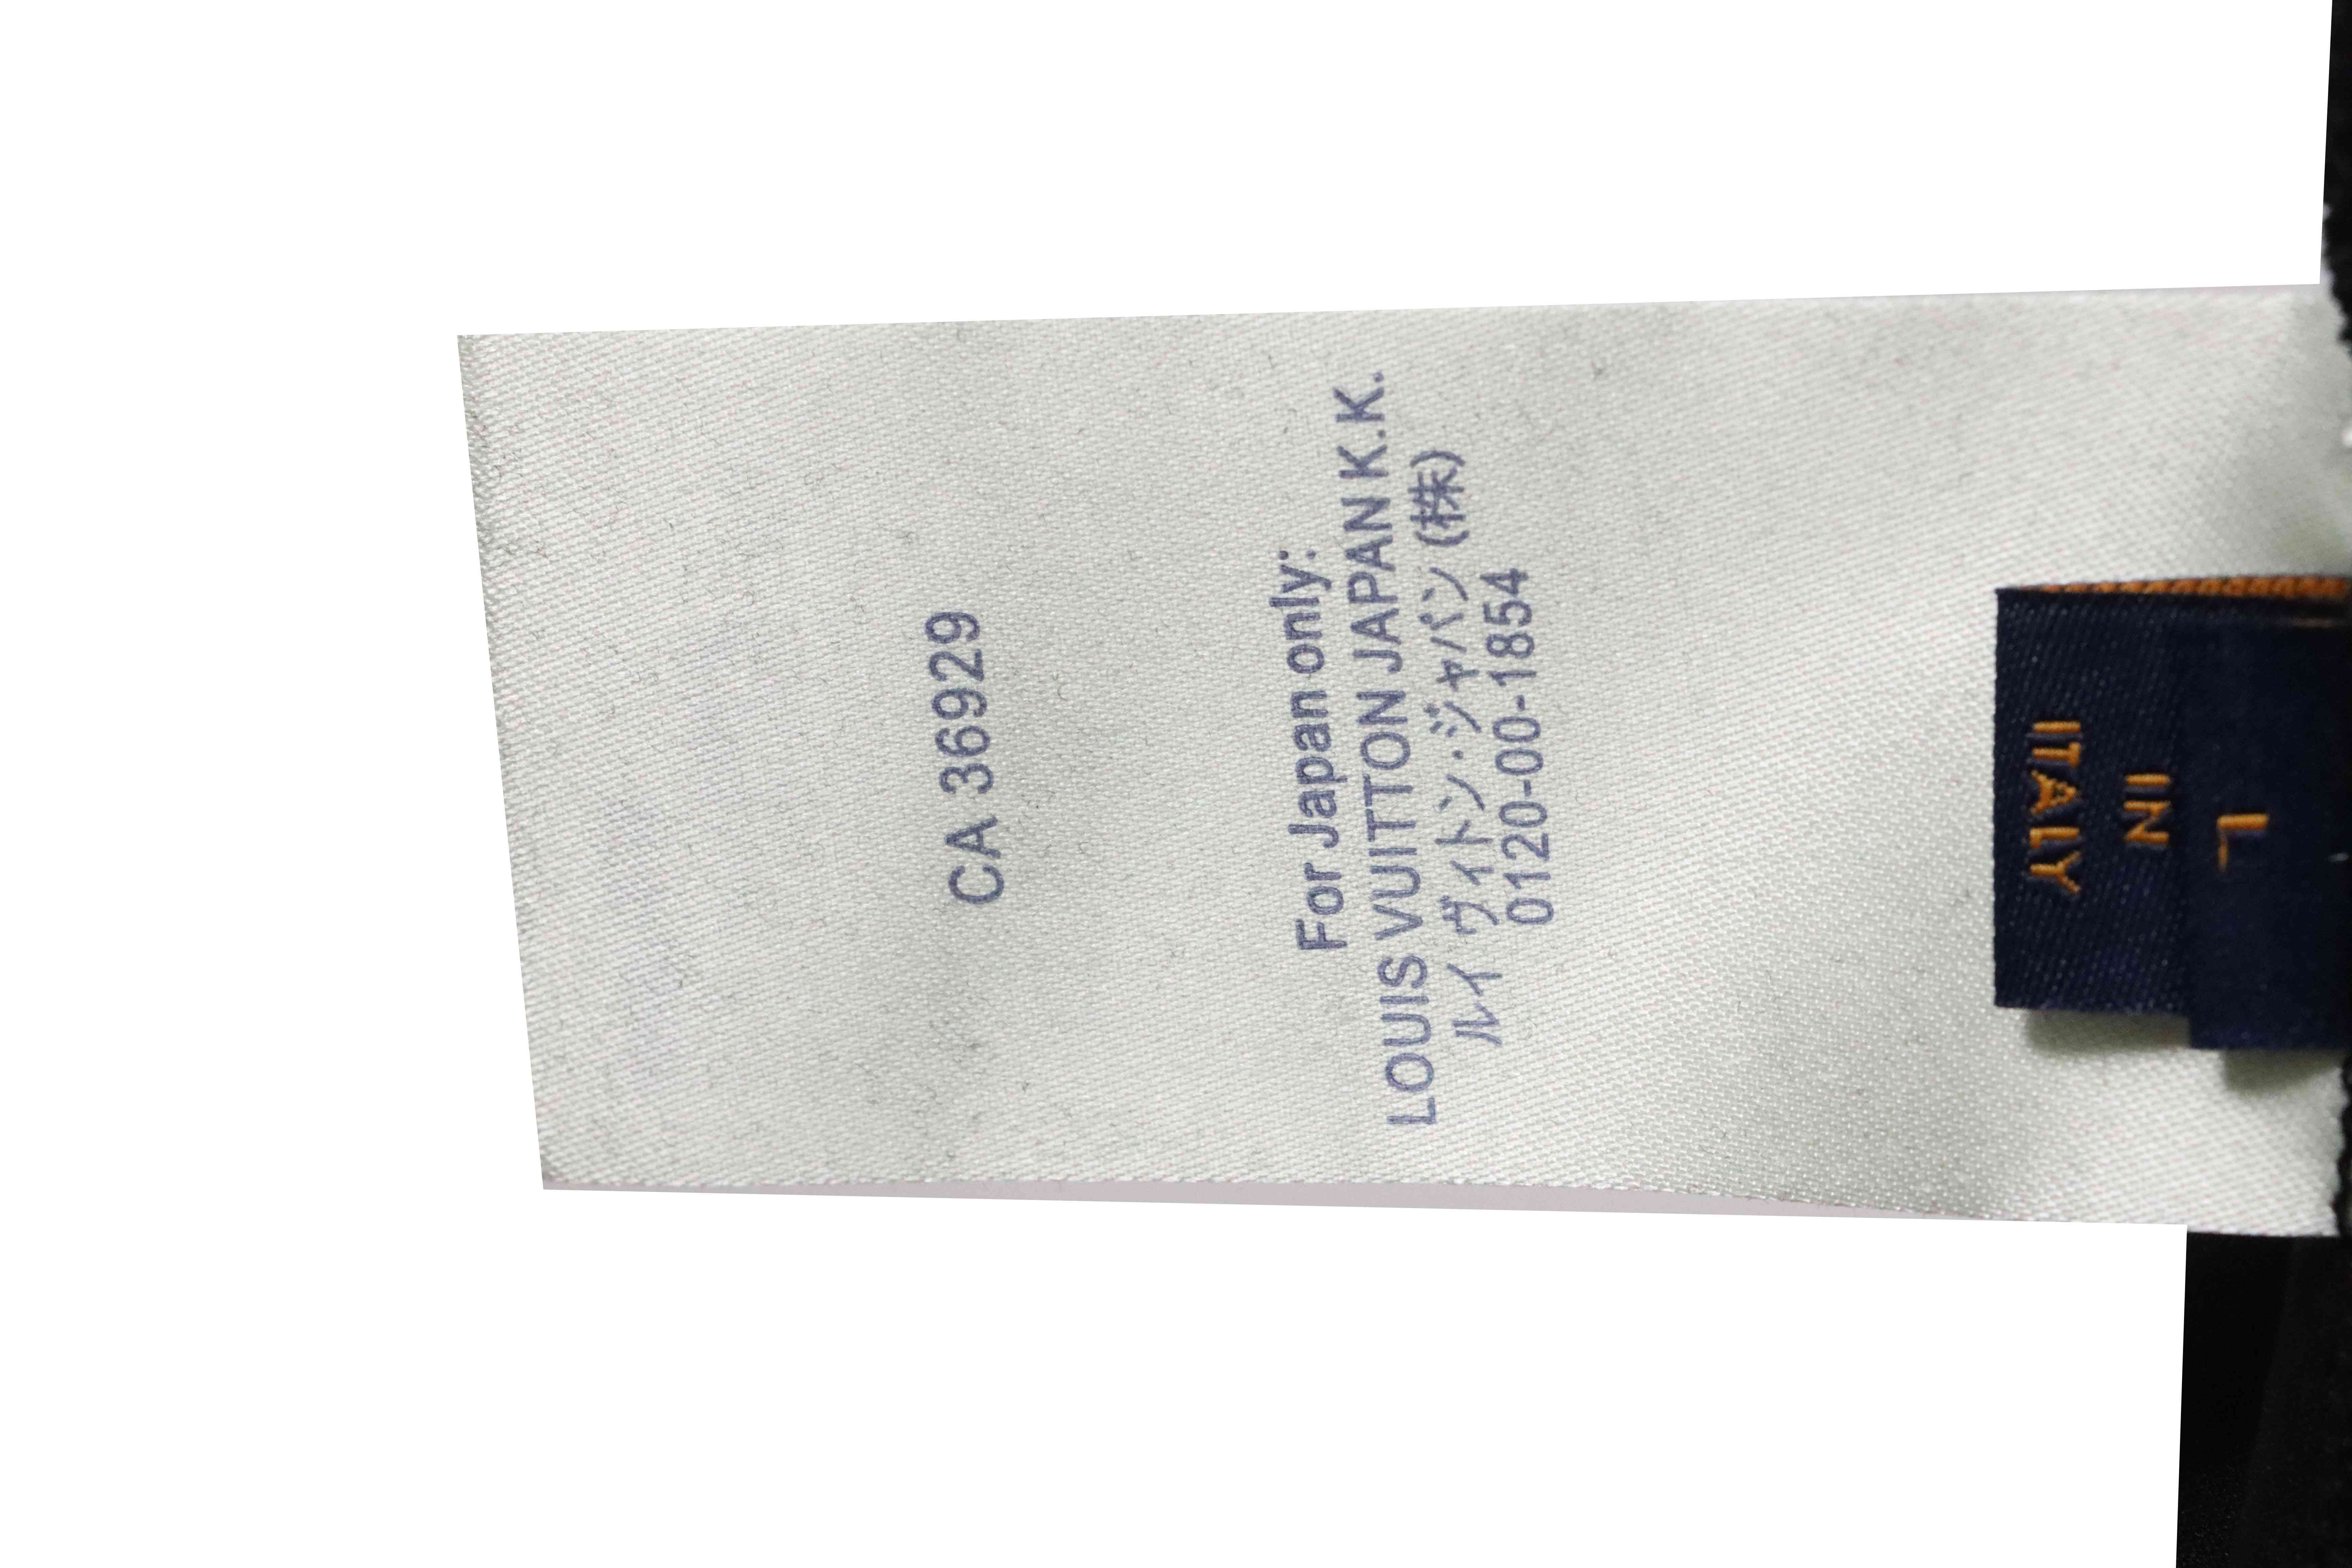 CA 36929
For Japan only:
LOUIS VUITTON JAPAN K.K.
ルイ ヴィトン・ジャパン (株)
0120-00-1854
L
IN
ITALY